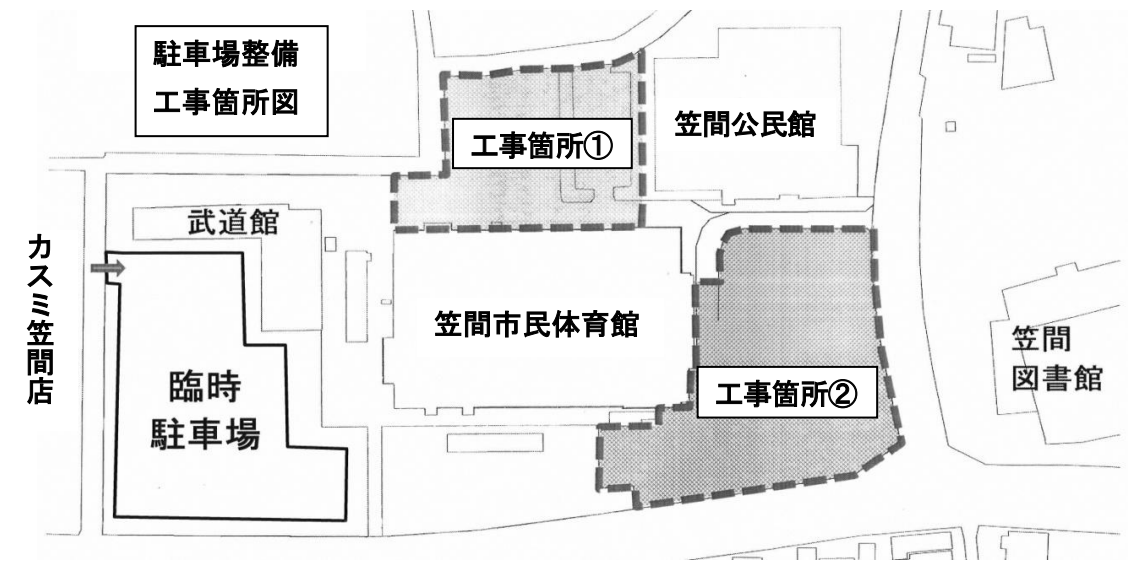 駐車場整備
工事箇所図
工事箇所①
笠間公民館
武道館
カスミ笠間店
笠間市民体育館
笠間
図書館
臨時
駐車場
工事箇所②